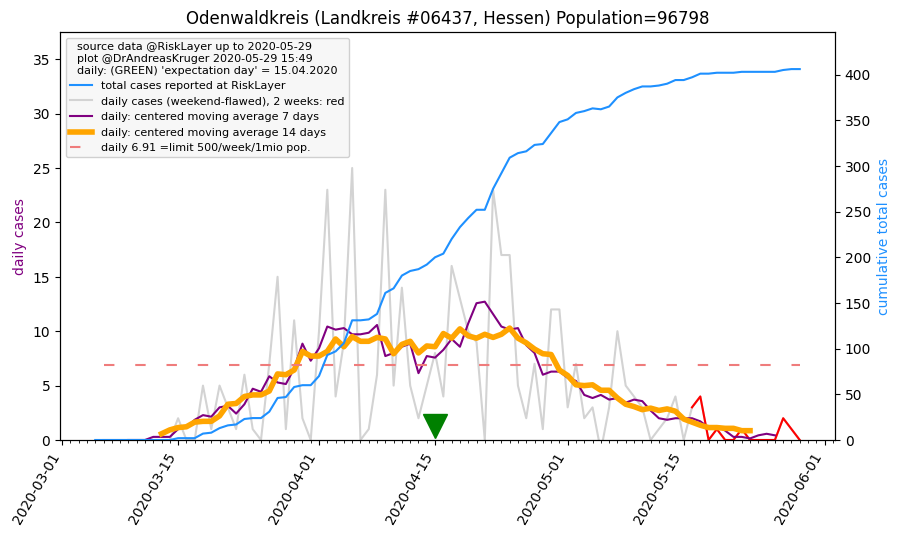 Odenwaldkreis (Landkreis #06437, Hessen) Population=96798
source data @RiskLayer up to 2020-05-29
plot @DrAndreasKruger 2020-05-29 15:49
daily: (GREEN) 'expectation day' = 15.04.2020
total cases reported at RiskLayer
daily cases (weekend-flawed), 2 weeks: red
daily: centered moving average 7 days
daily: centered moving average 14 days
daily 6.91 =limit 500/week/1mio pop.
daily cases
35
30
25
20
15
10
5
0
cumulative total cases
400
350
300
250
200
150
100
50
0
2020-03-01
2020-03-15
2020-04-01
2020-04-15
2020-05-01
2020-05-15
2020-06-01